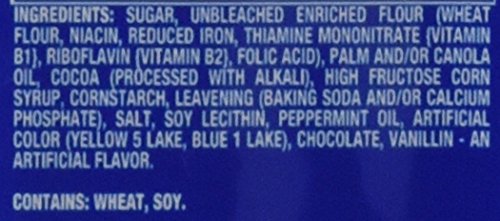 INGREDIENTS: SUGAR, UNBLEACHED ENRICHED FLOUR (WHEAT
FLOUR, NIACIN, REDUCED IRON, THIAMINE MONONITRATE {VITAMIN
B1}, RIBOFLAVIN {VITAMIN B2}, FOLIC ACID), PALM AND/OR CANOLA
OIL, COCOA (PROCESSED WITH ALKALI), HIGH FRUCTOSE CORN
SYRUP, CORNSTARCH, LEAVENING (BAKING SODA AND/OR CALCIUM
PHOSPHATE), SALT, SOY LECITHIN, PEPPERMINT OIL, ARTIFICIAL
COLOR (YELLOW 5 LAKE, BLUE 1 LAKE), CHOCOLATE, VANILLIN - AN
ARTIFICIAL FLAVOR.
CONTAINS: WHEAT, SOY.